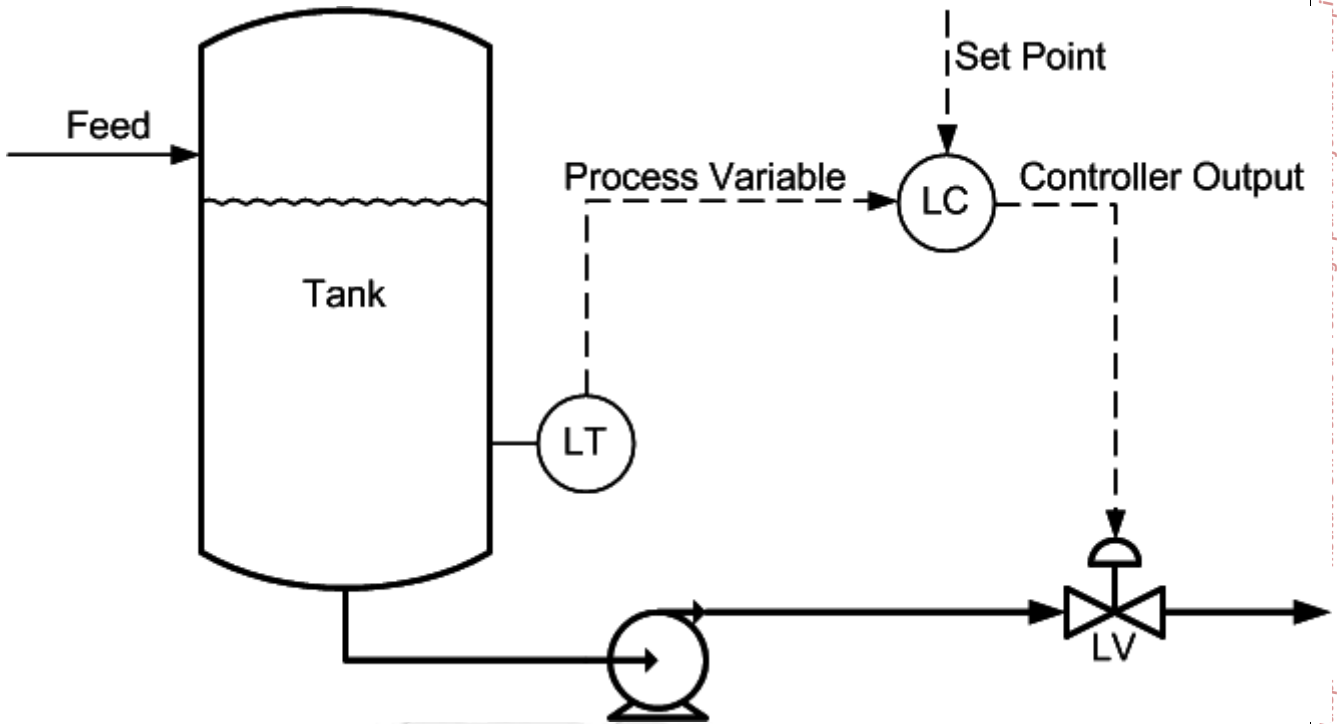 Set Point
Feed
Process Variable
LC
Controller Output
Tank
LT
LV